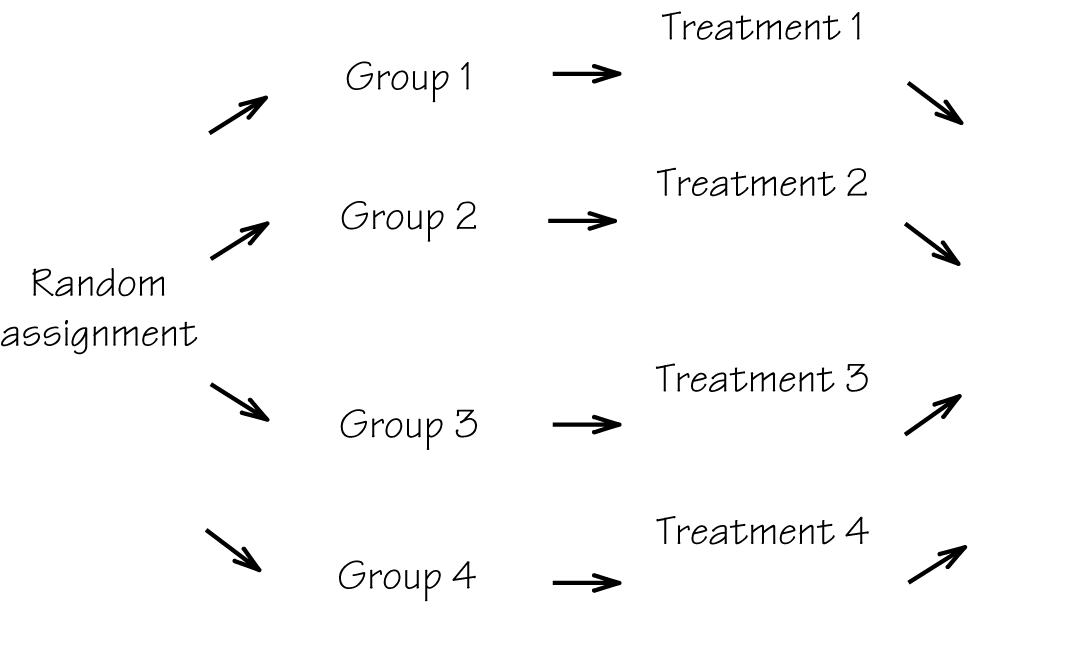 Treatment 1
Group 1
Treatment 2
Group 2
Random
assignment
Treatment 3
Group 3
Treatment 4
Group 4